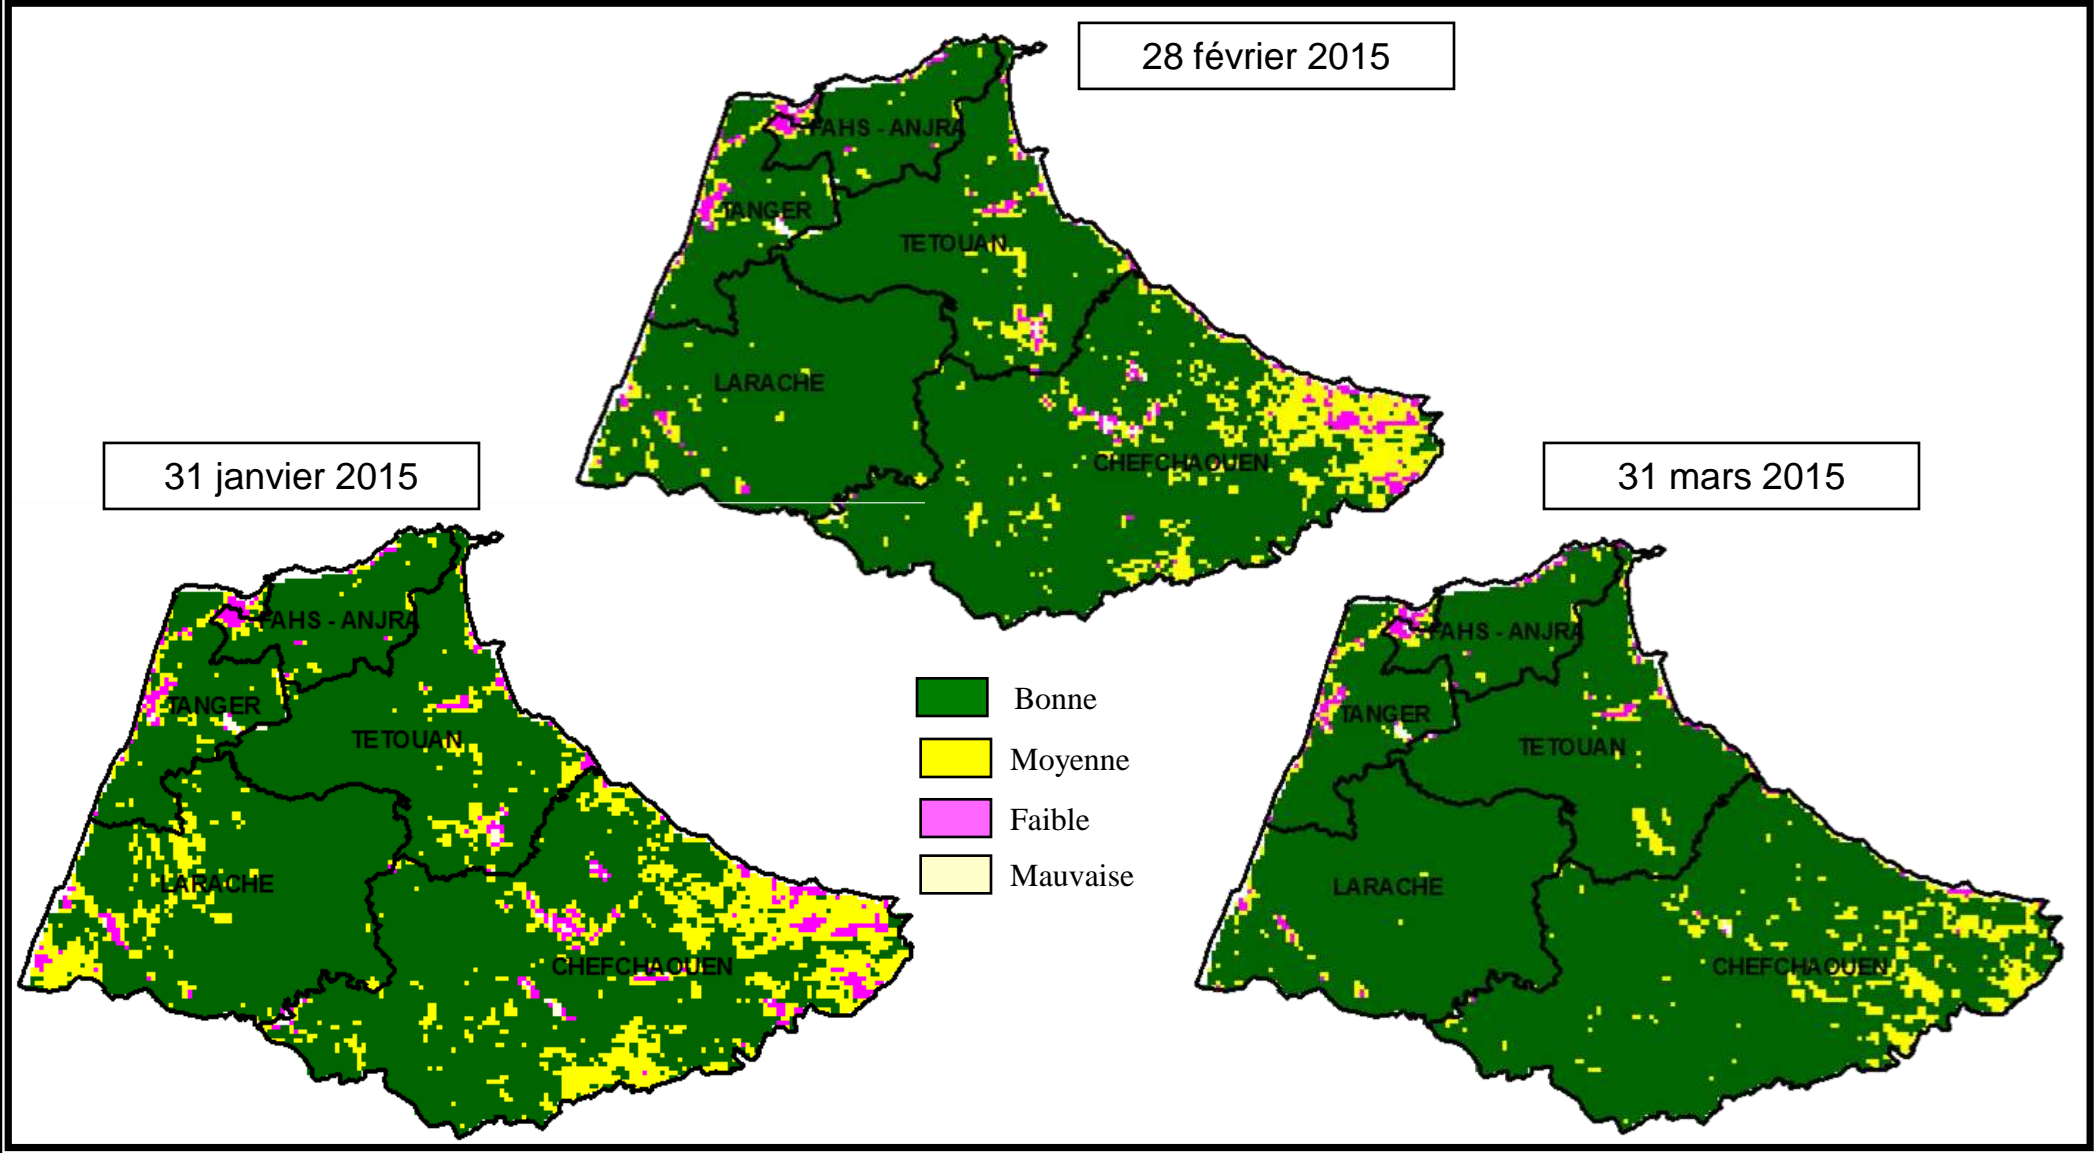 28 février 2015
FAHS - ANJRA
TANGER
TETOUAN
LARACHE
CHEFCHAOUEN
31 janvier 2015
FAHS - ANJRA
TANGER
TETOUAN
LARACHE
CHEFCHAOUEN
31 mars 2015
FAHS - ANJRA
TANGER
TETOUAN
LARACHE
CHEFCHAOUEN
Bonne
Moyenne
Faible
Mauvaise